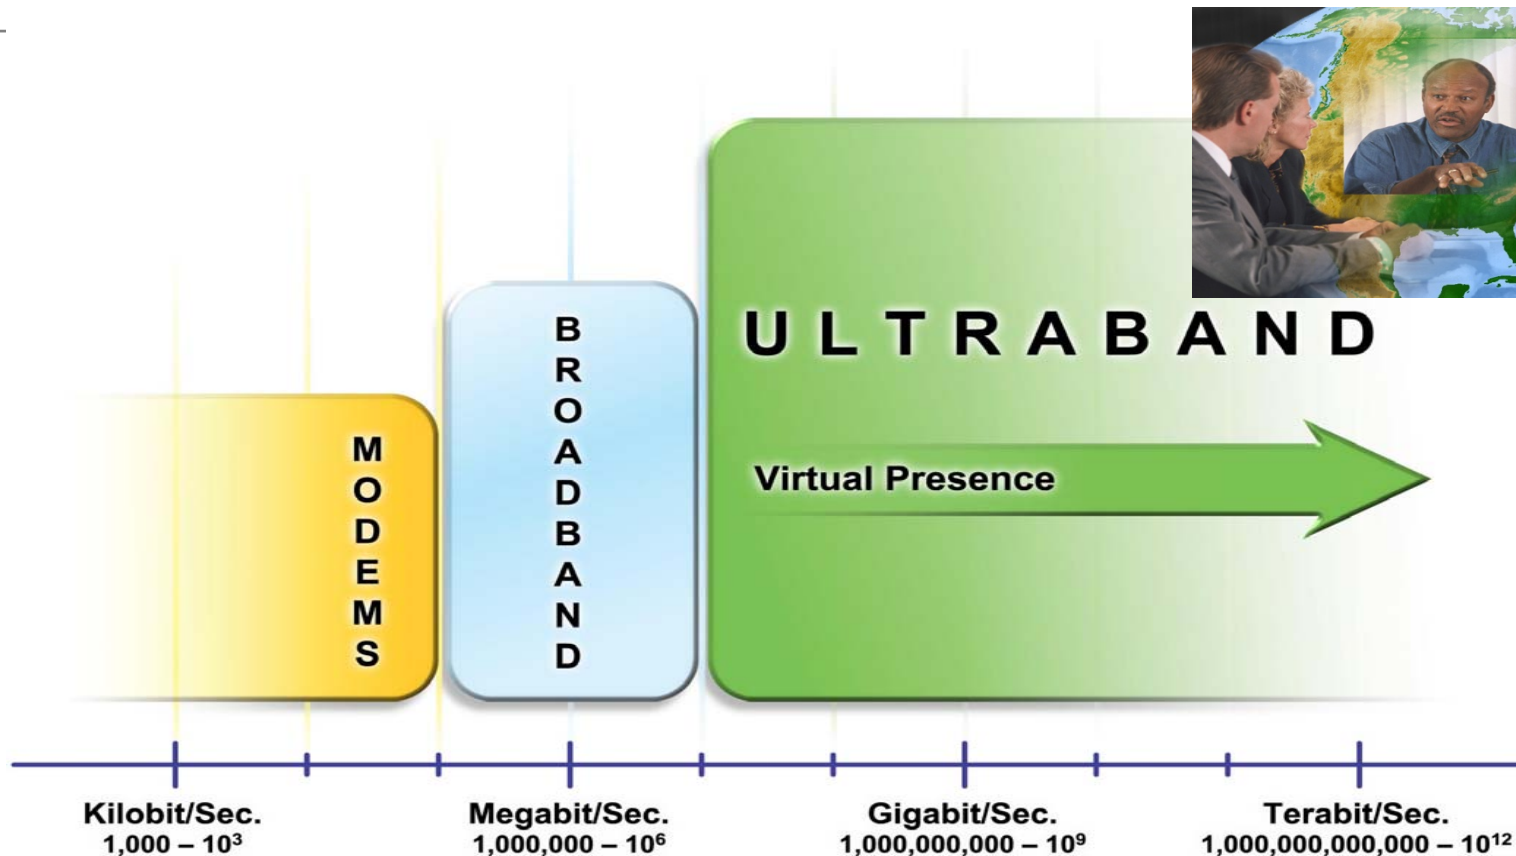 MODEMS
BROADBAND
ULTRABAND
Virtual Presence
Kilobit/Sec.
1,000 – 10³
Megabit/Sec.
1,000,000 – 10⁶
Gigabit/Sec.
1,000,000,000 – 10⁹
Terabit/Sec.
1,000,000,000,000 – 10¹²